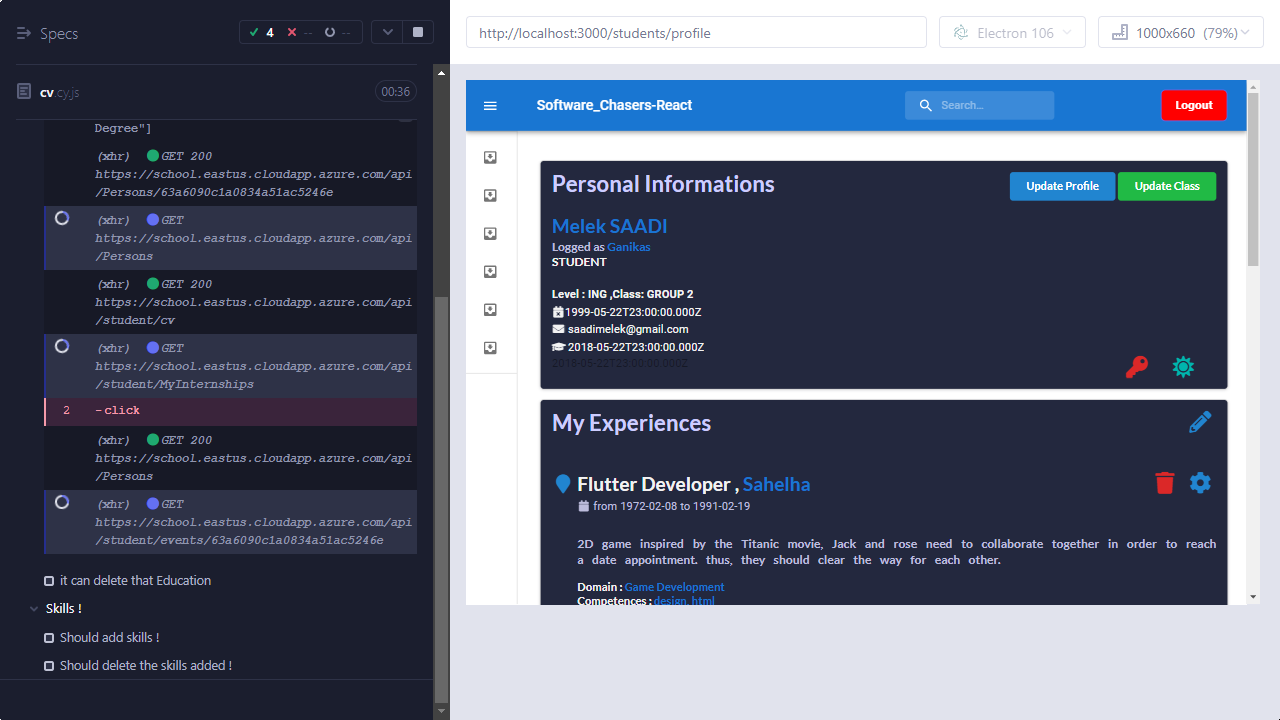 Specs
4
--
--
cv cy.js
00:36
Degree"]
(xhr) GET 200
https://school.eastus.cloudapp.azure.com/api
/Persons/63a6090c1a0834a51ac5246e
(xhr) GET
https://school.eastus.cloudapp.azure.com/api
/Persons
(xhr) GET 200
https://school.eastus.cloudapp.azure.com/api
/student/cv
(xhr) GET
https://school.eastus.cloudapp.azure.com/api
/student/MyInternships
2 -click
(xhr) GET 200
https://school.eastus.cloudapp.azure.com/api
/Persons
(xhr) GET
https://school.eastus.cloudapp.azure.com/api
/student/events/63a6090c1a0834a51ac5246e
it can delete that Education
Skills !
Should add skills !
Should delete the skills added !
http://localhost:3000/students/profile
Electron 106
1000x660 (79%)
Software_Chasers-React
Search...
Logout
Personal Informations
Update Profile
Update Class
Melek SAADI
Logged as Ganikas
STUDENT
Level : ING ,Class: GROUP 2
1999-05-22T23:00:00.000Z
saadimelek@gmail.com
2018-05-22T23:00:00.000Z
2018-05-22T23:00:00.000Z
My Experiences
Flutter Developer , Sahelha
from 1972-02-08 to 1991-02-19
2D game inspired by the Titanic movie, Jack and rose need to collaborate together in order to reach
a date appointment. thus, they should clear the way for each other.
Domain : Game Development
Competences : design, html